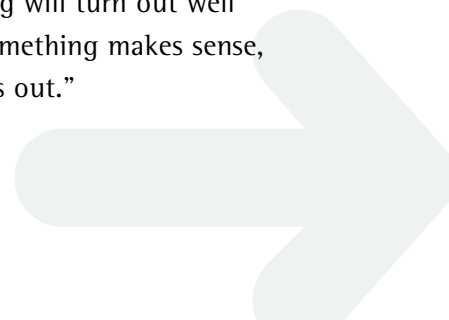 g will turn out well
mething makes sense,
s out.”